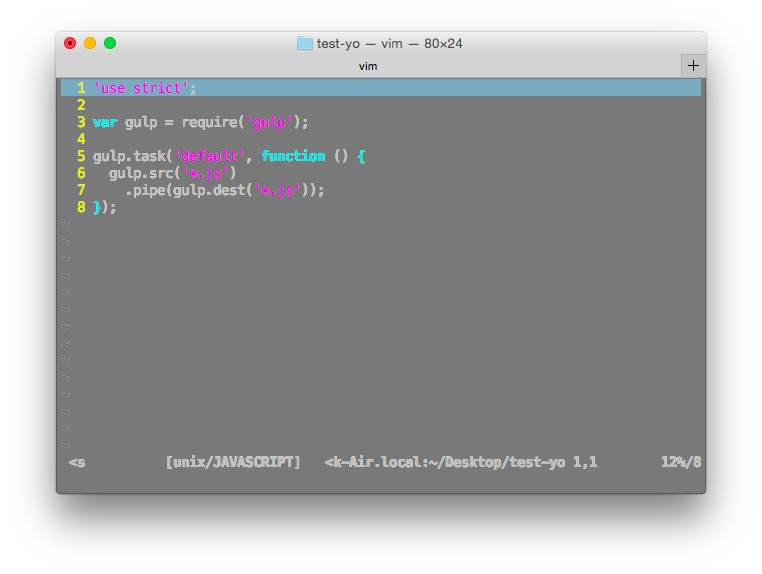 test-yo — vim — 80×24
vim
+
1 'use strict';
2
3 var gulp = require('gulp');
4
5 gulp.task('default', function () {
6   gulp.src('*.js')
7     .pipe(gulp.dest('*.js'));
8 });
~
~
~
~
~
~
~
~
~
~
~
~
~
~
<s [unix/JAVASCRIPT] <k-Air.local:~/Desktop/test-yo 1,1 12%/8